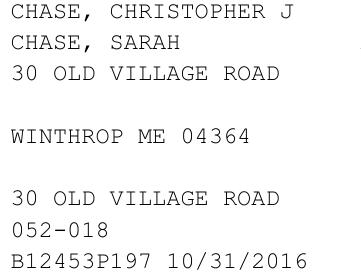 CHASE, CHRISTOPHER J
CHASE, SARAH
30 OLD VILLAGE ROAD
WINTHROP ME 04364
30 OLD VILLAGE ROAD
052-018
B12453P197 10/31/2016